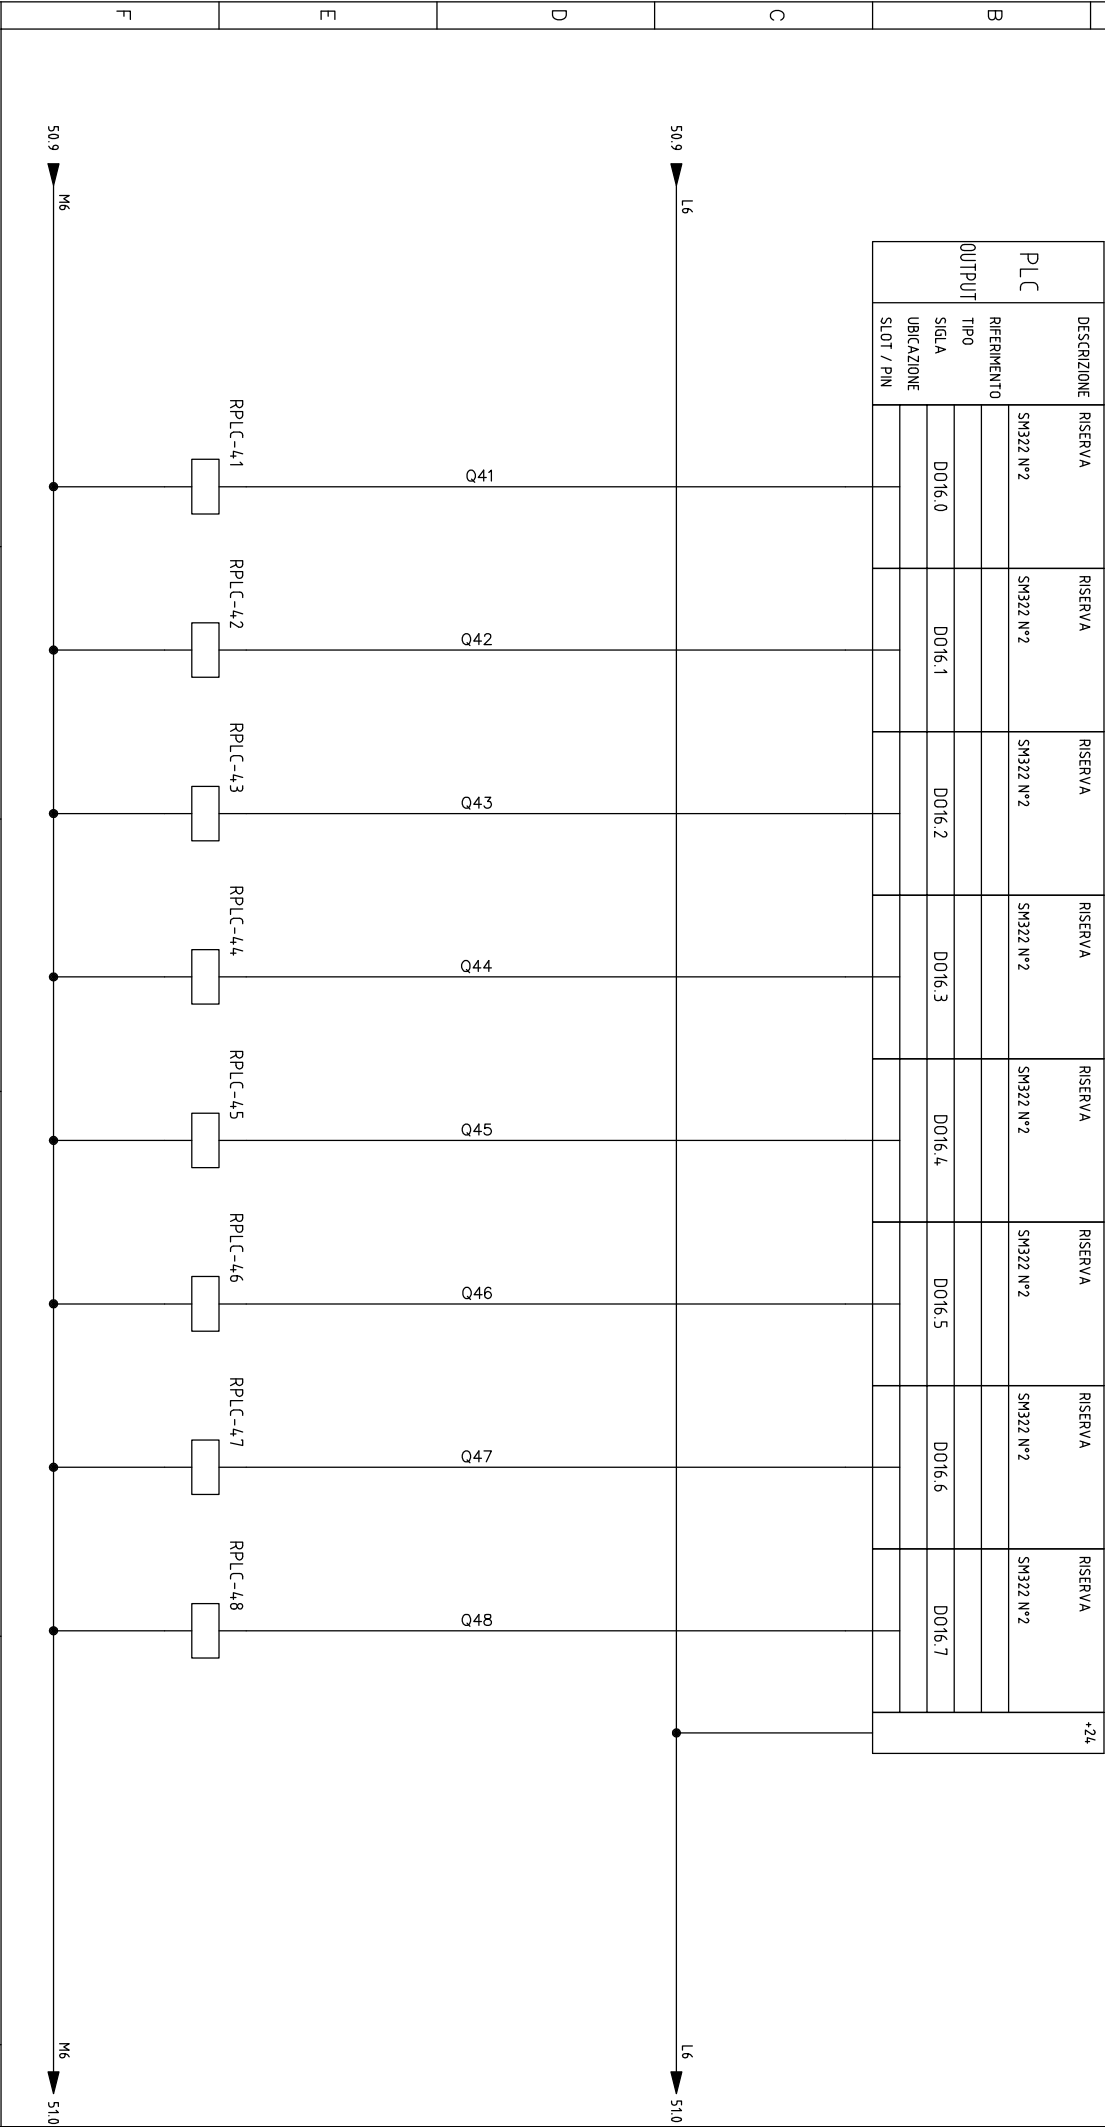 B
C
D
E
F
PLC
OUTPUT
DESCRIZIONE
RIFERIMENTO
TIPO
SIGLA
UBICAZIONE
SLOT / PIN
RISERVA
RISERVA
RISERVA
RISERVA
RISERVA
RISERVA
RISERVA
RISERVA
+24
SM322 N°2
SM322 N°2
SM322 N°2
SM322 N°2
SM322 N°2
SM322 N°2
SM322 N°2
SM322 N°2
DO16.0
DO16.1
DO16.2
DO16.3
DO16.4
DO16.5
DO16.6
DO16.7
50.9
L6
L6
51.0
Q41
Q42
Q43
Q44
Q45
Q46
Q47
Q48
RPLC-41
RPLC-42
RPLC-43
RPLC-44
RPLC-45
RPLC-46
RPLC-47
RPLC-48
50.9
M6
M6
51.0